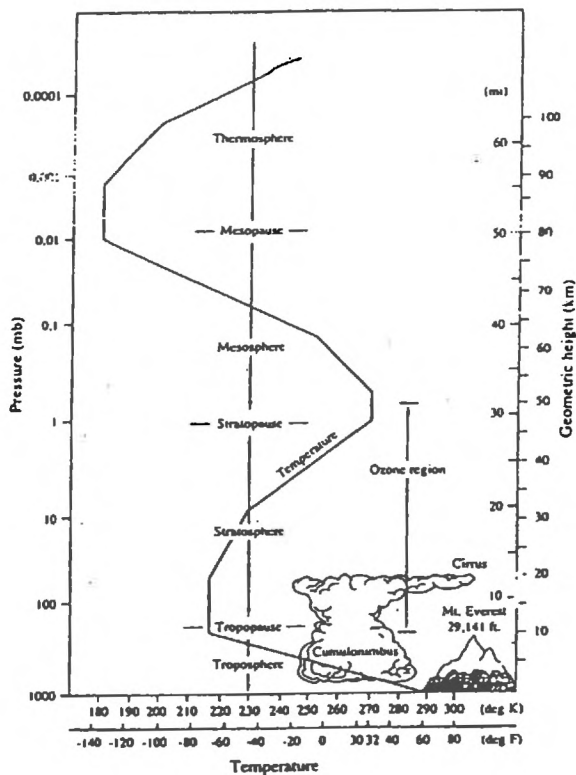 0.0001
(mi)
100
Thermosphere
60
0.001
90
Mesopause
0.01
50
80
70
0.1
Mesosphere
40
60
Pressure (mb)
Geometric height (km)
Stratopause
1
30
50
Temperature
Ozone region
40
10
Stratosphere
20
30
Cirrus
20
10
100
Mt. Everest
29,141 ft.
Tropopause
10
Cumulonimbus
Troposphere
1000
180 190 200 210 220 230 240 250 260 270 280 290 300 (deg K)
-140 -120 -100 -80 -60 -40 -20 0 30 32 60 80 (deg F)
Temperature